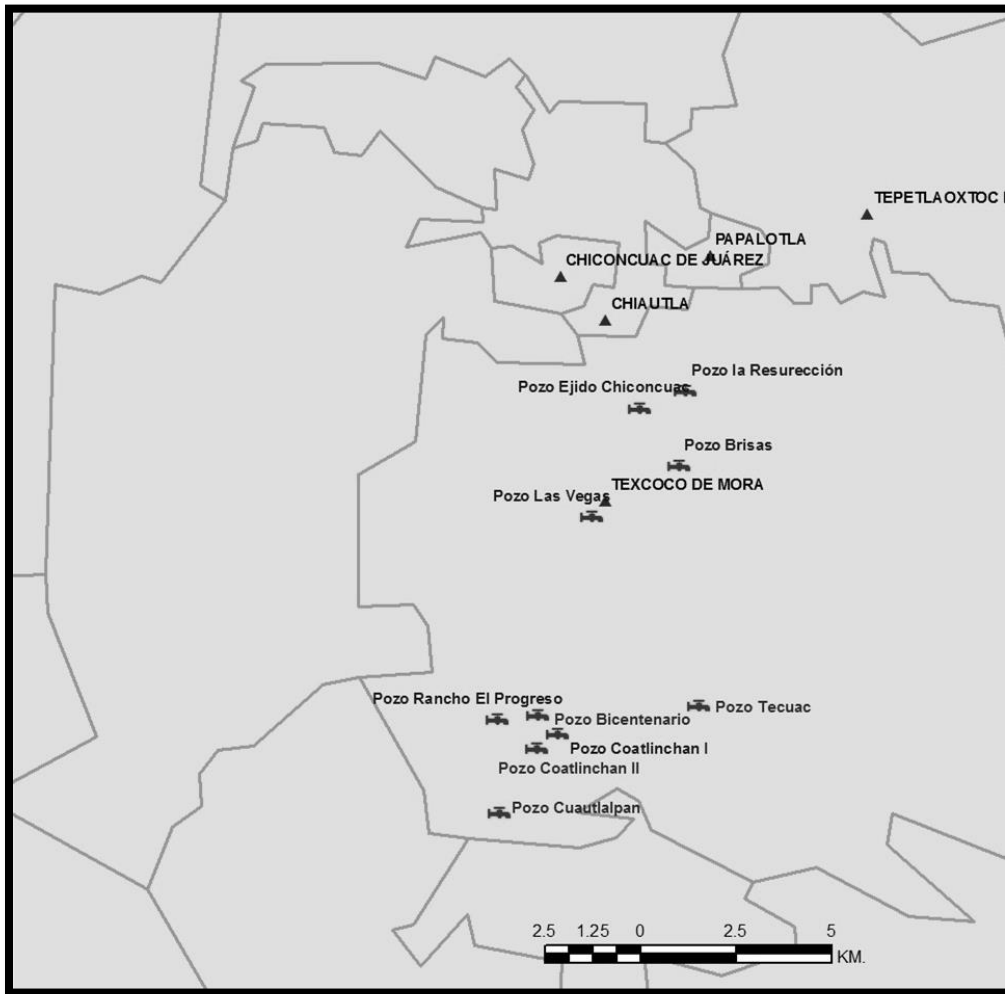 TEPETLAOXTOC
PAPALOTLA
CHICONCUAC DE JUÁREZ
CHIAUTLA
Pozo la Resurección
Pozo Ejido Chiconcuac
Pozo Brisas
TEXCOCO DE MORA
Pozo Las Vegas
Pozo Rancho El Progreso
Pozo Tecuac
Pozo Bicentenario
Pozo Coatlinchan I
Pozo Coatlinchan II
Pozo Cuautlalpan
2.5 1.25 0 2.5 5
KM.